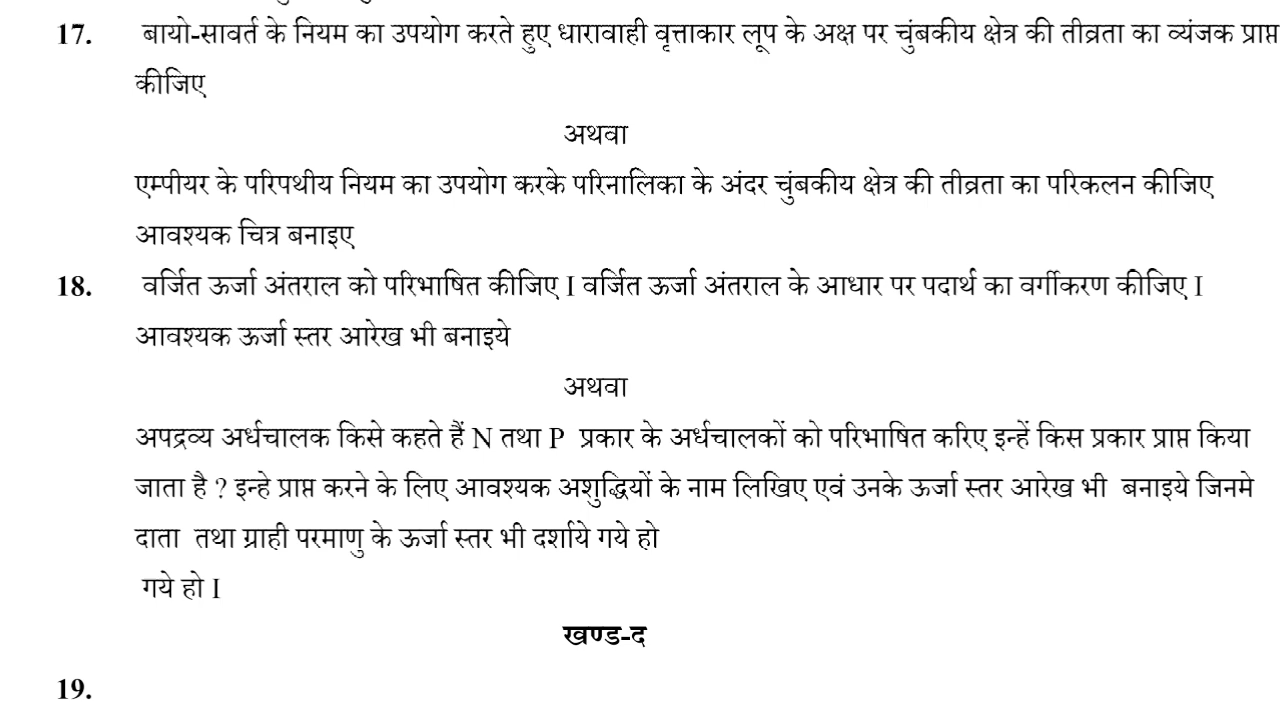 17. बायो-सावर्त के नियम का उपयोग करते हुए धारावाही वृत्ताकार लूप के अक्ष पर चुंबकीय क्षेत्र की तीव्रता का व्यंजक प्राप्त
कीजिए
अथवा
एम्पीयर के परिपथीय नियम का उपयोग करके परिनालिका के अंदर चुंबकीय क्षेत्र की तीव्रता का परिकलन कीजिए
आवश्यक चित्र बनाइए
18. वर्जित ऊर्जा अंतराल को परिभाषित कीजिए I वर्जित ऊर्जा अंतराल के आधार पर पदार्थ का वर्गीकरण कीजिए I
आवश्यक ऊर्जा स्तर आरेख भी बनाइये
अथवा
अपद्रव्य अर्धचालक किसे कहते हैं N तथा P प्रकार के अर्धचालकों को परिभाषित करिए इन्हें किस प्रकार प्राप्त किया
जाता है ? इन्हे प्राप्त करने के लिए आवश्यक अशुद्धियों के नाम लिखिए एवं उनके ऊर्जा स्तर आरेख भी बनाइये जिनमे
दाता तथा ग्राही परमाणु के ऊर्जा स्तर भी दर्शाये गये हो
गये हो I
खण्ड-द
19.